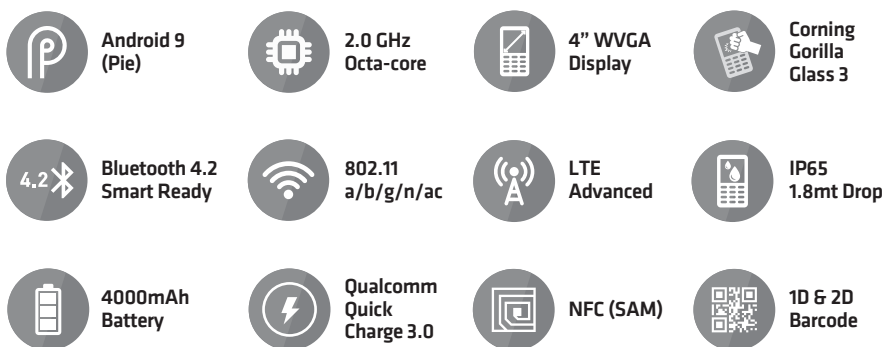 Android 9
(Pie)
2.0 GHz
Octa-core
4” WVGA
Display
Corning
Gorilla
Glass 3
4.2
Bluetooth 4.2
Smart Ready
802.11
a/b/g/n/ac
LTE
Advanced
IP65
1.8mt Drop
4000mAh
Battery
Qualcomm
Quick
Charge 3.0
NFC (SAM)
1D & 2D
Barcode